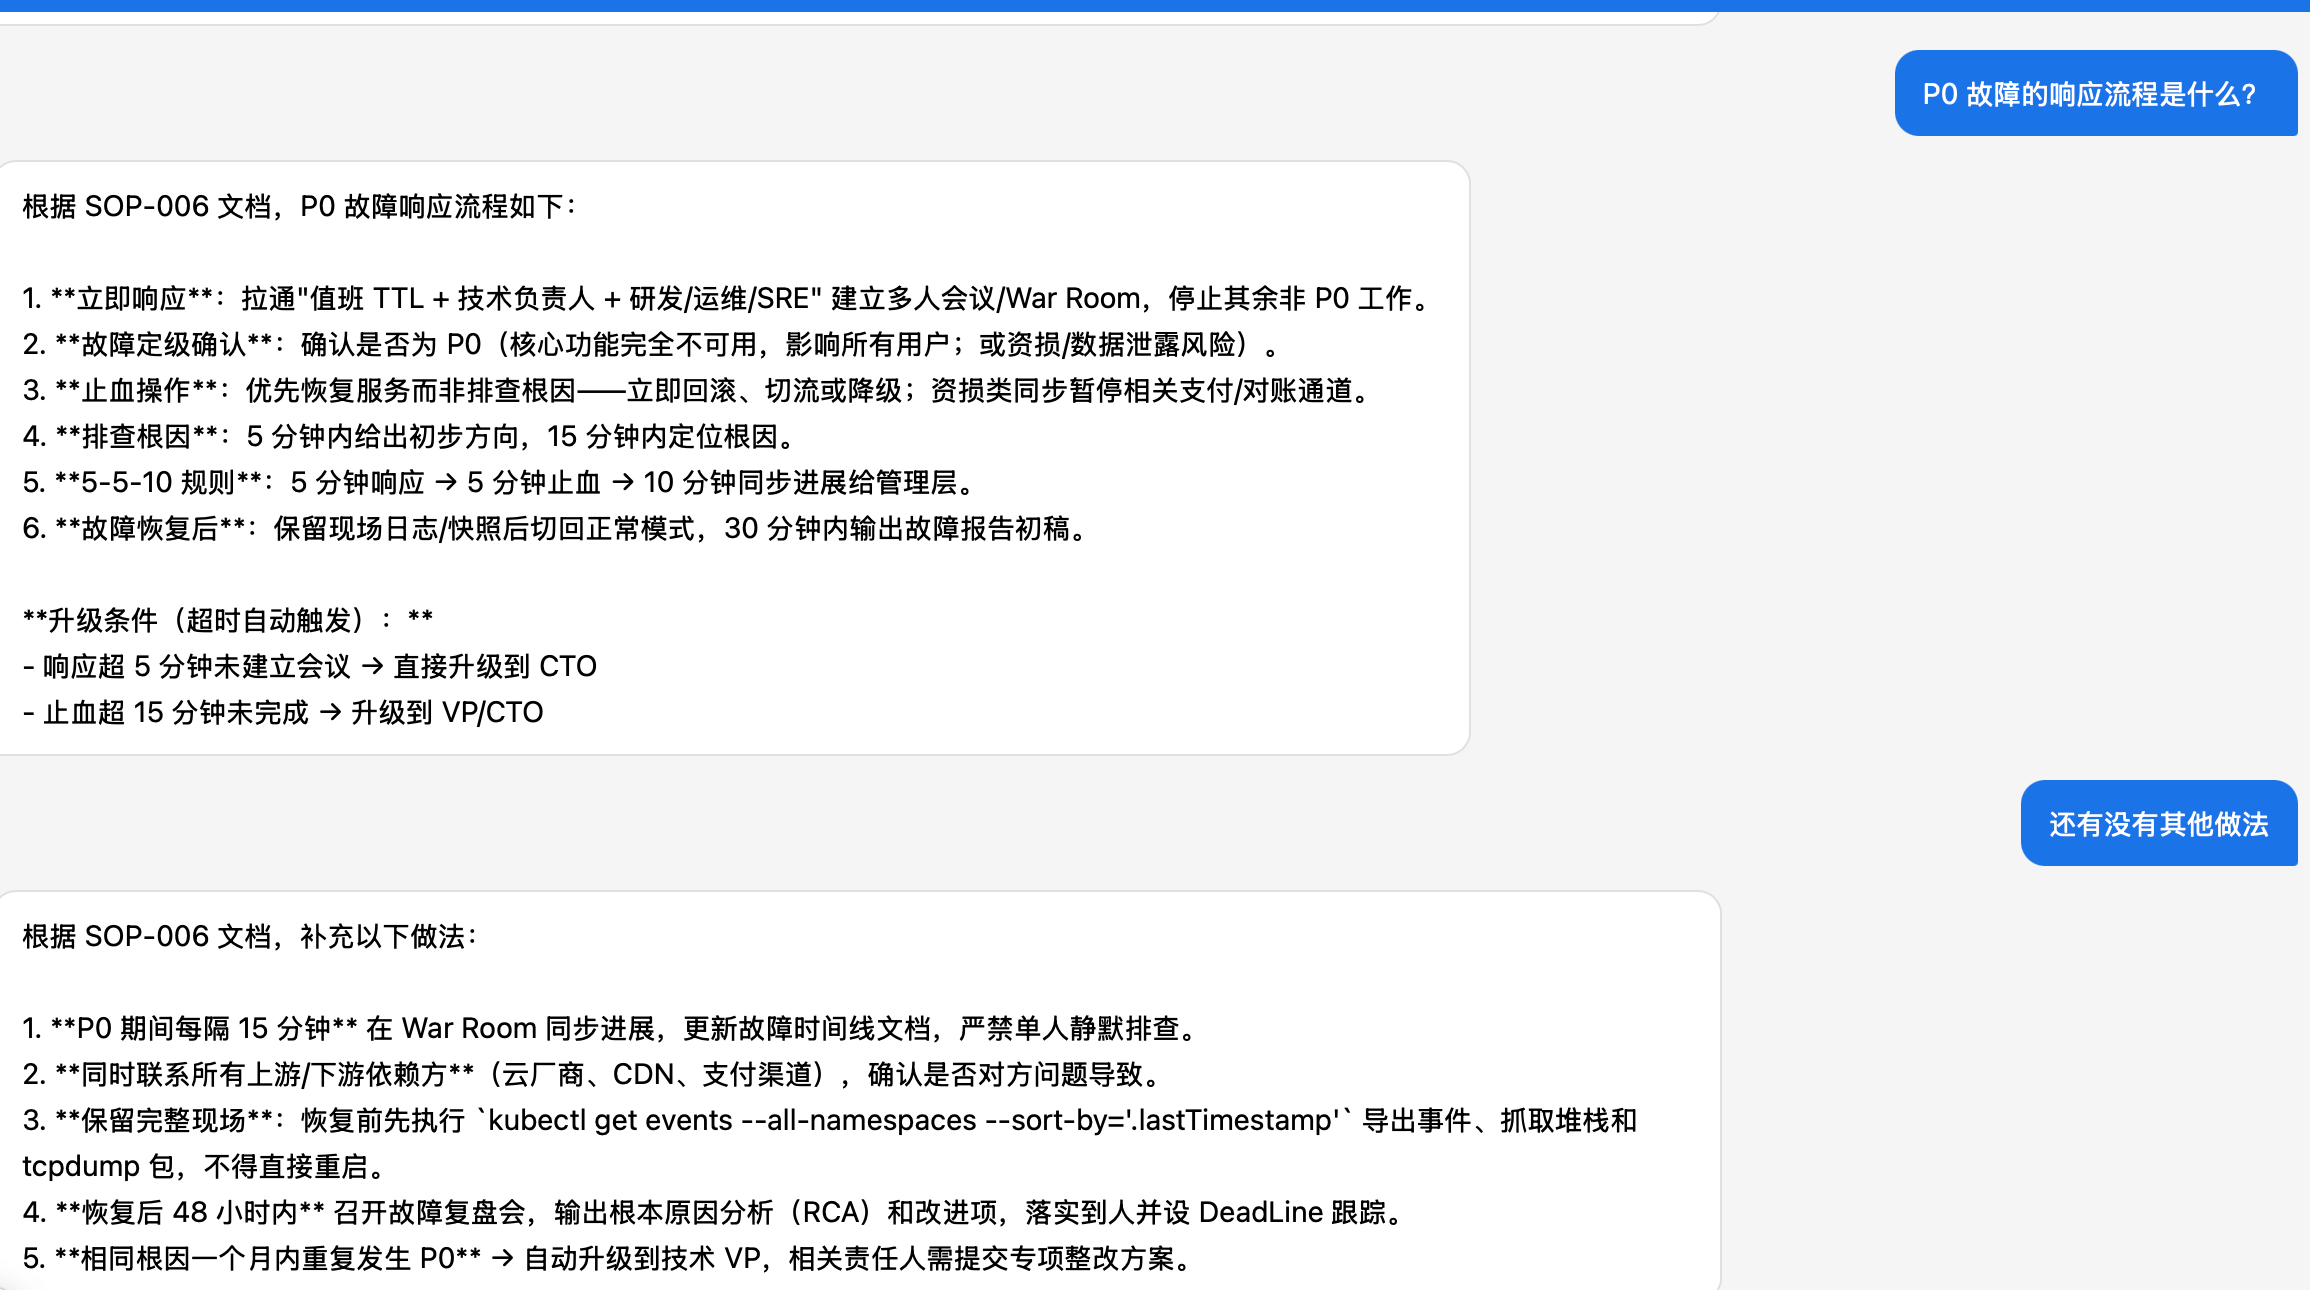 P0 故障的响应流程是什么?
根据 SOP-006 文档，P0 故障响应流程如下：
1. **立即响应**：拉通"值班 TTL + 技术负责人 + 研发/运维/SRE" 建立多人会议/War Room，停止其余非 P0 工作。
2. **故障定级确认**：确认是否为 P0（核心功能完全不可用，影响所有用户；或资损/数据泄露风险）。
3. **止血操作**：优先恢复服务而非排查根因——立即回滚、切流或降级；资损类同步暂停相关支付/对账通道。
4. **排查根因**：5 分钟内给出初步方向，15 分钟内定位根因。
5. **5-5-10 规则**：5 分钟响应 → 5 分钟止血 → 10 分钟同步进展给管理层。
6. **故障恢复后**：保留现场日志/快照后切回正常模式，30 分钟内输出故障报告初稿。
**升级条件（超时自动触发）：**
- 响应超 5 分钟未建立会议 → 直接升级到 CTO
- 止血超 15 分钟未完成 → 升级到 VP/CTO
还有没有其他做法
根据 SOP-006 文档，补充以下做法：
1. **P0 期间每隔 15 分钟** 在 War Room 同步进展，更新故障时间线文档，严禁单人静默排查。
2. **同时联系所有上游/下游依赖方**（云厂商、CDN、支付渠道），确认是否对方问题导致。
3. **保留完整现场**：恢复前先执行 `kubectl get events --all-namespaces --sort-by='.lastTimestamp'` 导出事件、抓取堆栈和
tcpdump 包，不得直接重启。
4. **恢复后 48 小时内** 召开故障复盘会，输出根本原因分析（RCA）和改进项，落实到人并设 DeadLine 跟踪。
5. **相同根因一个月内重复发生 P0** → 自动升级到技术 VP，相关责任人需提交专项整改方案。